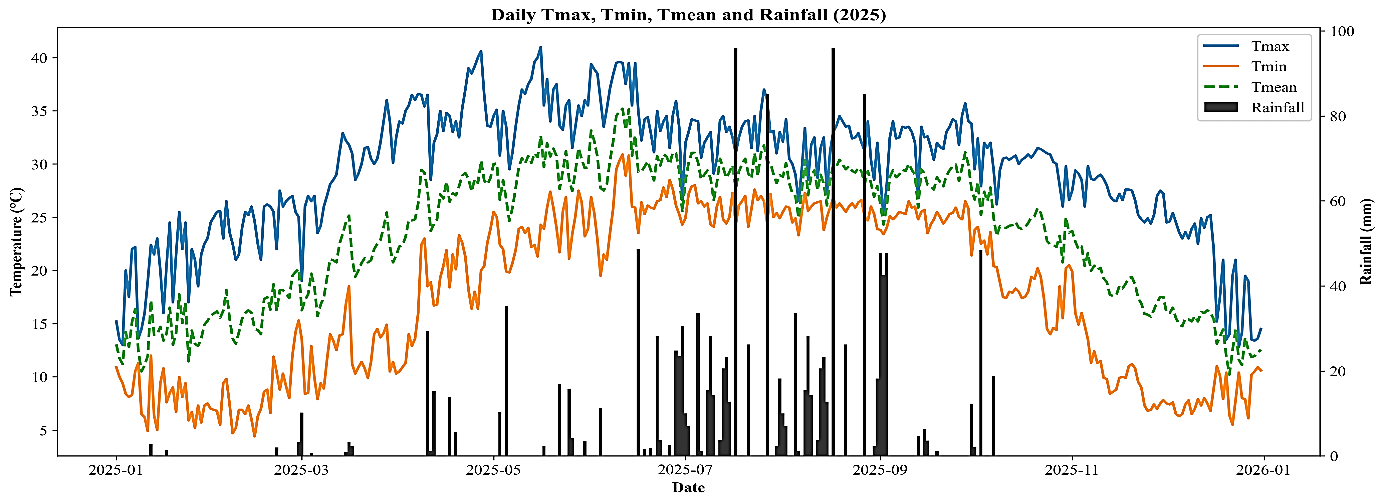 Daily Tmax, Tmin, Tmean and Rainfall (2025)
Tmax
Tmin
Tmean
Rainfall
Temperature (°C)
40
35
30
25
20
15
10
5
100
80
60
40
20
0
Rainfall (mm)
2025-01
2025-03
2025-05
2025-07
2025-09
2025-11
2026-01
Date